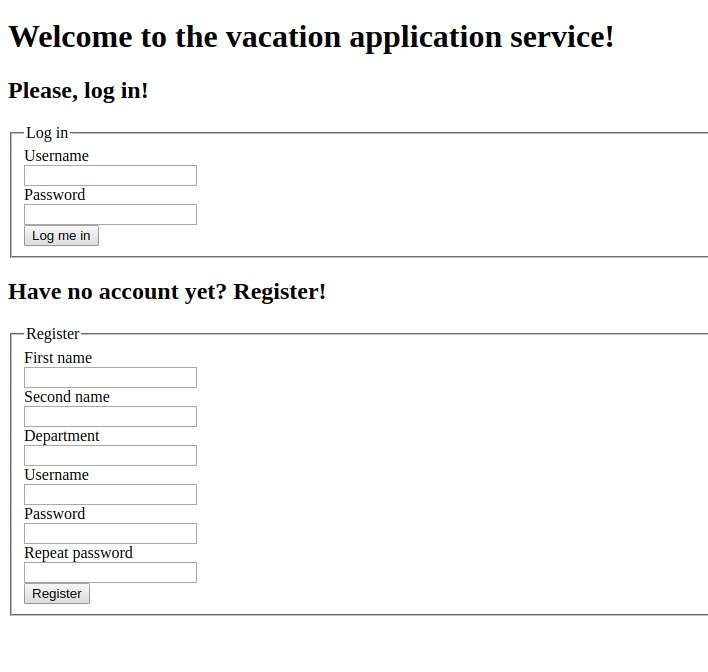 Welcome to the vacation application service!
Please, log in!
Log in
Username
Password
Log me in
Have no account yet? Register!
Register
First name
Second name
Department
Username
Password
Repeat password
Register